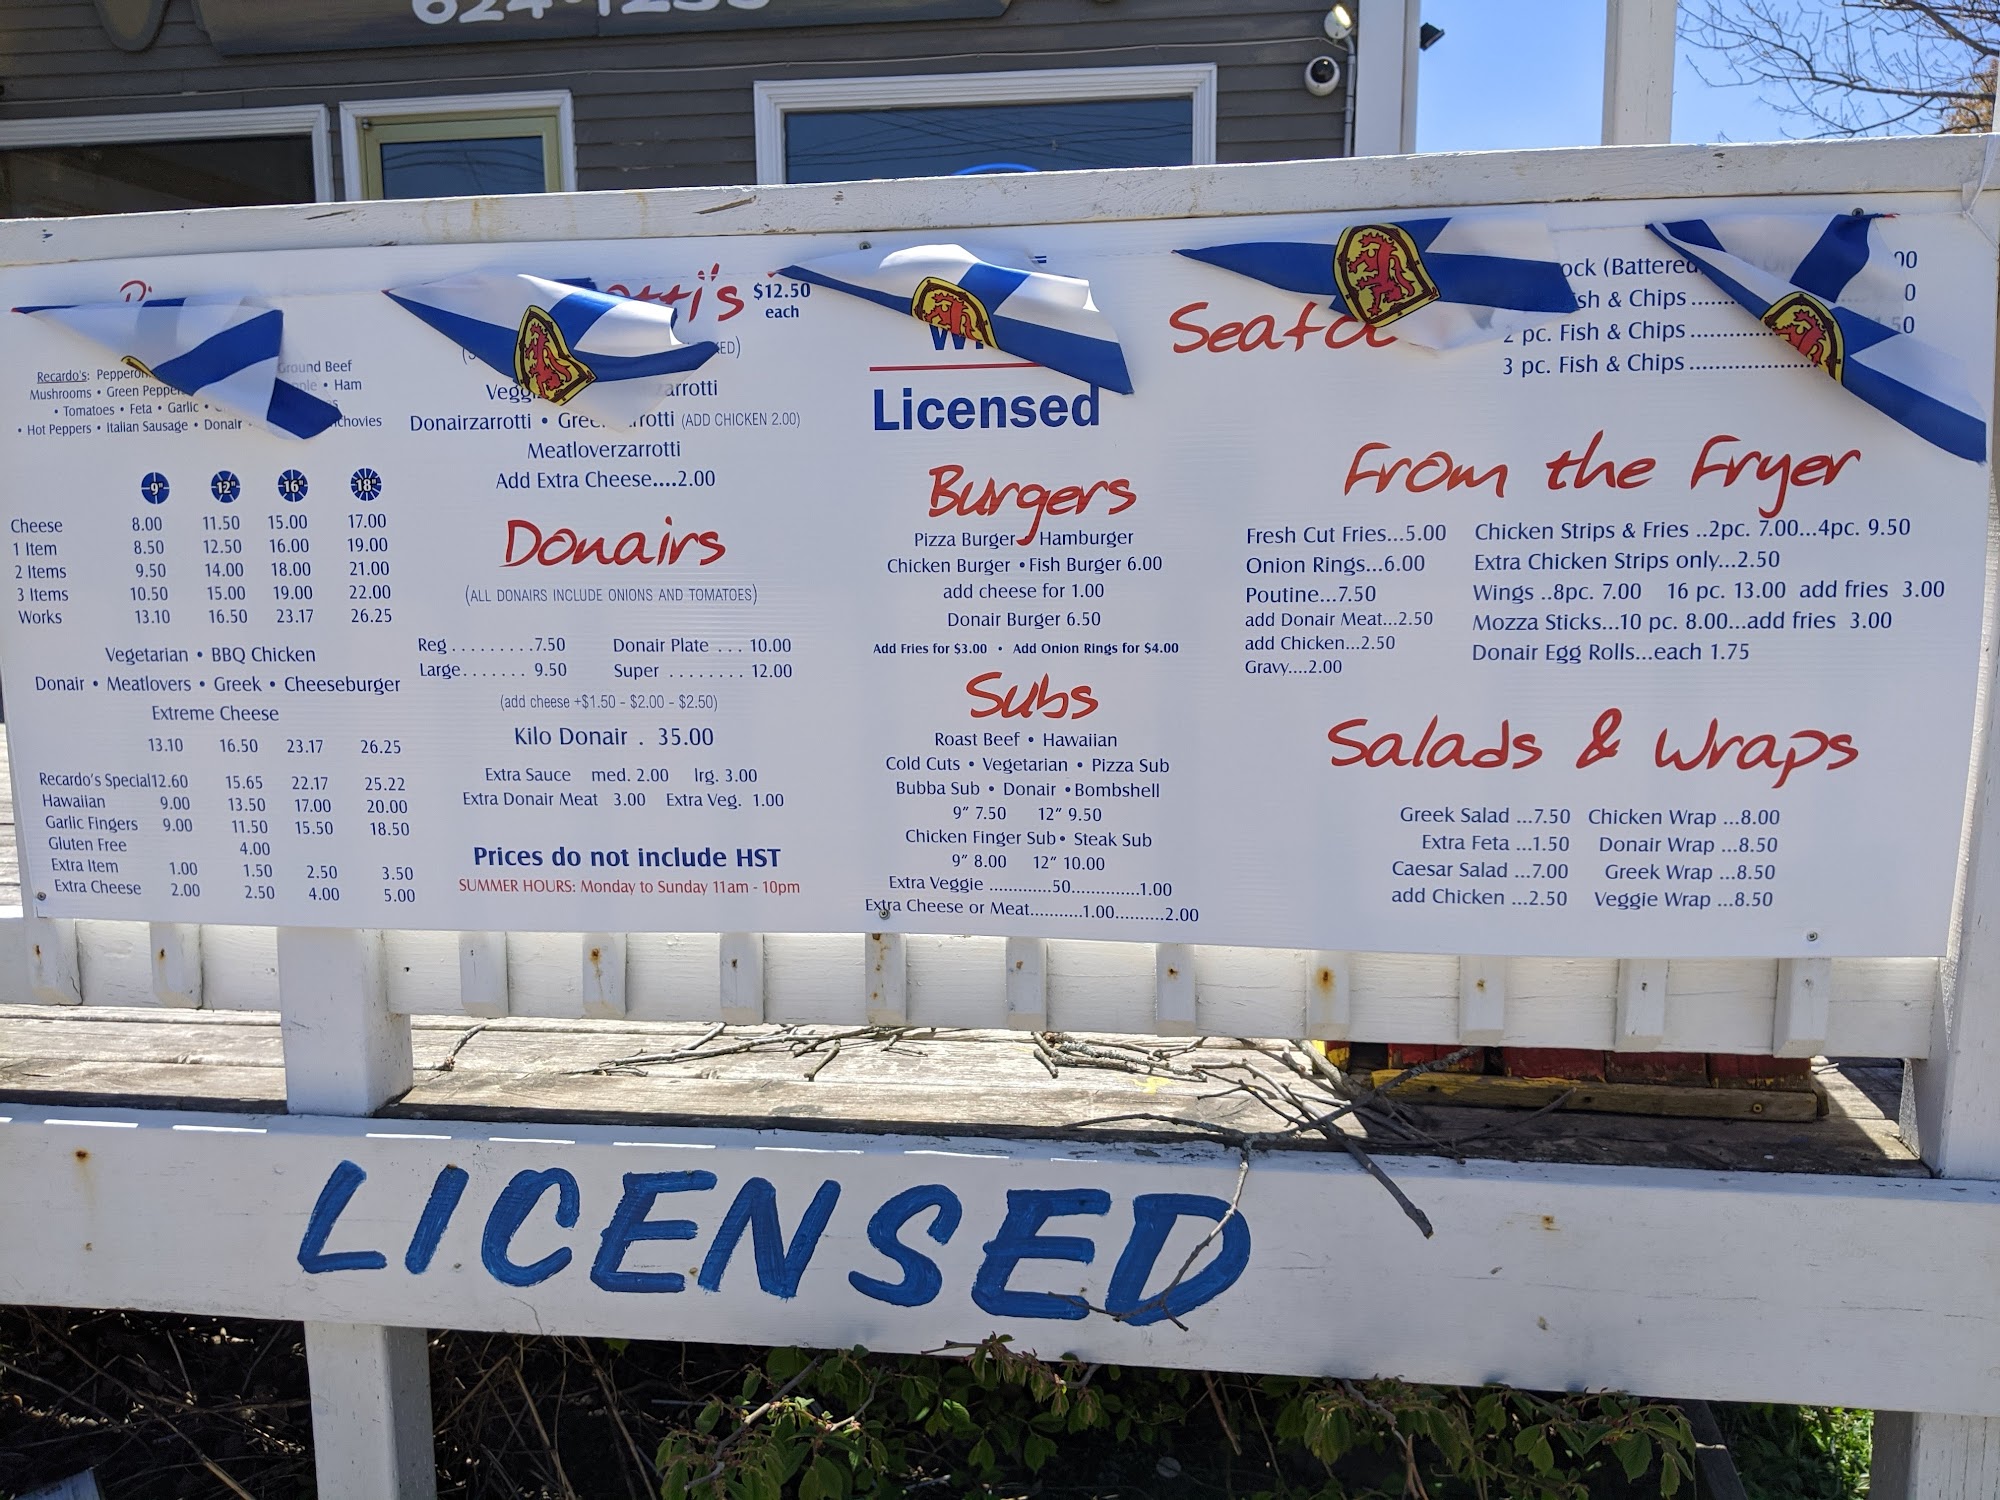 624-1233
Recardo's: Ground Beef
Mushrooms • Green • Ham
• Tomatoes • Feta • Garlic •
• Hot Peppers • Italian Sausage • Donair
9" 12" 16" 18"
Cheese 8.00 11.50 15.00 17.00
1 Item 8.50 12.50 16.00 19.00
2 Items 9.50 14.00 18.00 21.00
3 Items 10.50 15.00 19.00 22.00
Works 13.10 16.50 23.17 26.25
Vegetarian • BBQ Chicken
Donair • Meatlovers • Greek • Cheeseburger
Extreme Cheese
13.10 16.50 23.17 26.25
Recardo's Special 12.60 15.65 22.17 25.22
Hawaiian 9.00 13.50 17.00 20.00
Garlic Fingers 9.00 11.50 15.50 18.50
Gluten Free 4.00
Extra Item 1.00 1.50 2.50 3.50
Extra Cheese 2.00 2.50 4.00 5.00
$12.50
each
Donairzarrotti • (ADD CHICKEN 2.00)
Meatloverzarrotti
Add Extra Cheese....2.00
Donairs
(ALL DONAIRS INCLUDE ONIONS AND TOMATOES)
Reg .........7.50 Donair Plate ... 10.00
Large....... 9.50 Super ........ 12.00
(add cheese +$1.50 - $2.00 - $2.50)
Kilo Donair . 35.00
Extra Sauce med. 2.00 lrg. 3.00
Extra Donair Meat 3.00 Extra Veg. 1.00
Prices do not include HST
SUMMER HOURS: Monday to Sunday 11am - 10pm
Licensed
Burgers
Pizza Burger Hamburger
Chicken Burger • Fish Burger 6.00
add cheese for 1.00
Donair Burger 6.50
Add Fries for $3.00 • Add Onion Rings for $4.00
Subs
Roast Beef • Hawaiian
Cold Cuts • Vegetarian • Pizza Sub
Bubba Sub • Donair • Bombshell
9" 7.50 12" 9.50
Chicken Finger Sub • Steak Sub
9" 8.00 12" 10.00
Extra Veggie ............50.............1.00
Extra Cheese or Meat...........1.00..........2.00
(Battered
& Chips
2 pc. Fish & Chips
3 pc. Fish & Chips
From the Fryer
Fresh Cut Fries...5.00
Onion Rings...6.00
Poutine...7.50
add Donair Meat...2.50
add Chicken...2.50
Gravy....2.00
Chicken Strips & Fries ..2pc. 7.00...4pc. 9.50
Extra Chicken Strips only...2.50
Wings ..8pc. 7.00 16 pc. 13.00 add fries 3.00
Mozza Sticks...10 pc. 8.00...add fries 3.00
Donair Egg Rolls...each 1.75
Salads & Wraps
Greek Salad ...7.50 Chicken Wrap ...8.00
Extra Feta ...1.50 Donair Wrap ...8.50
Caesar Salad ...7.00 Greek Wrap ...8.50
add Chicken ...2.50 Veggie Wrap ...8.50
LICENSED